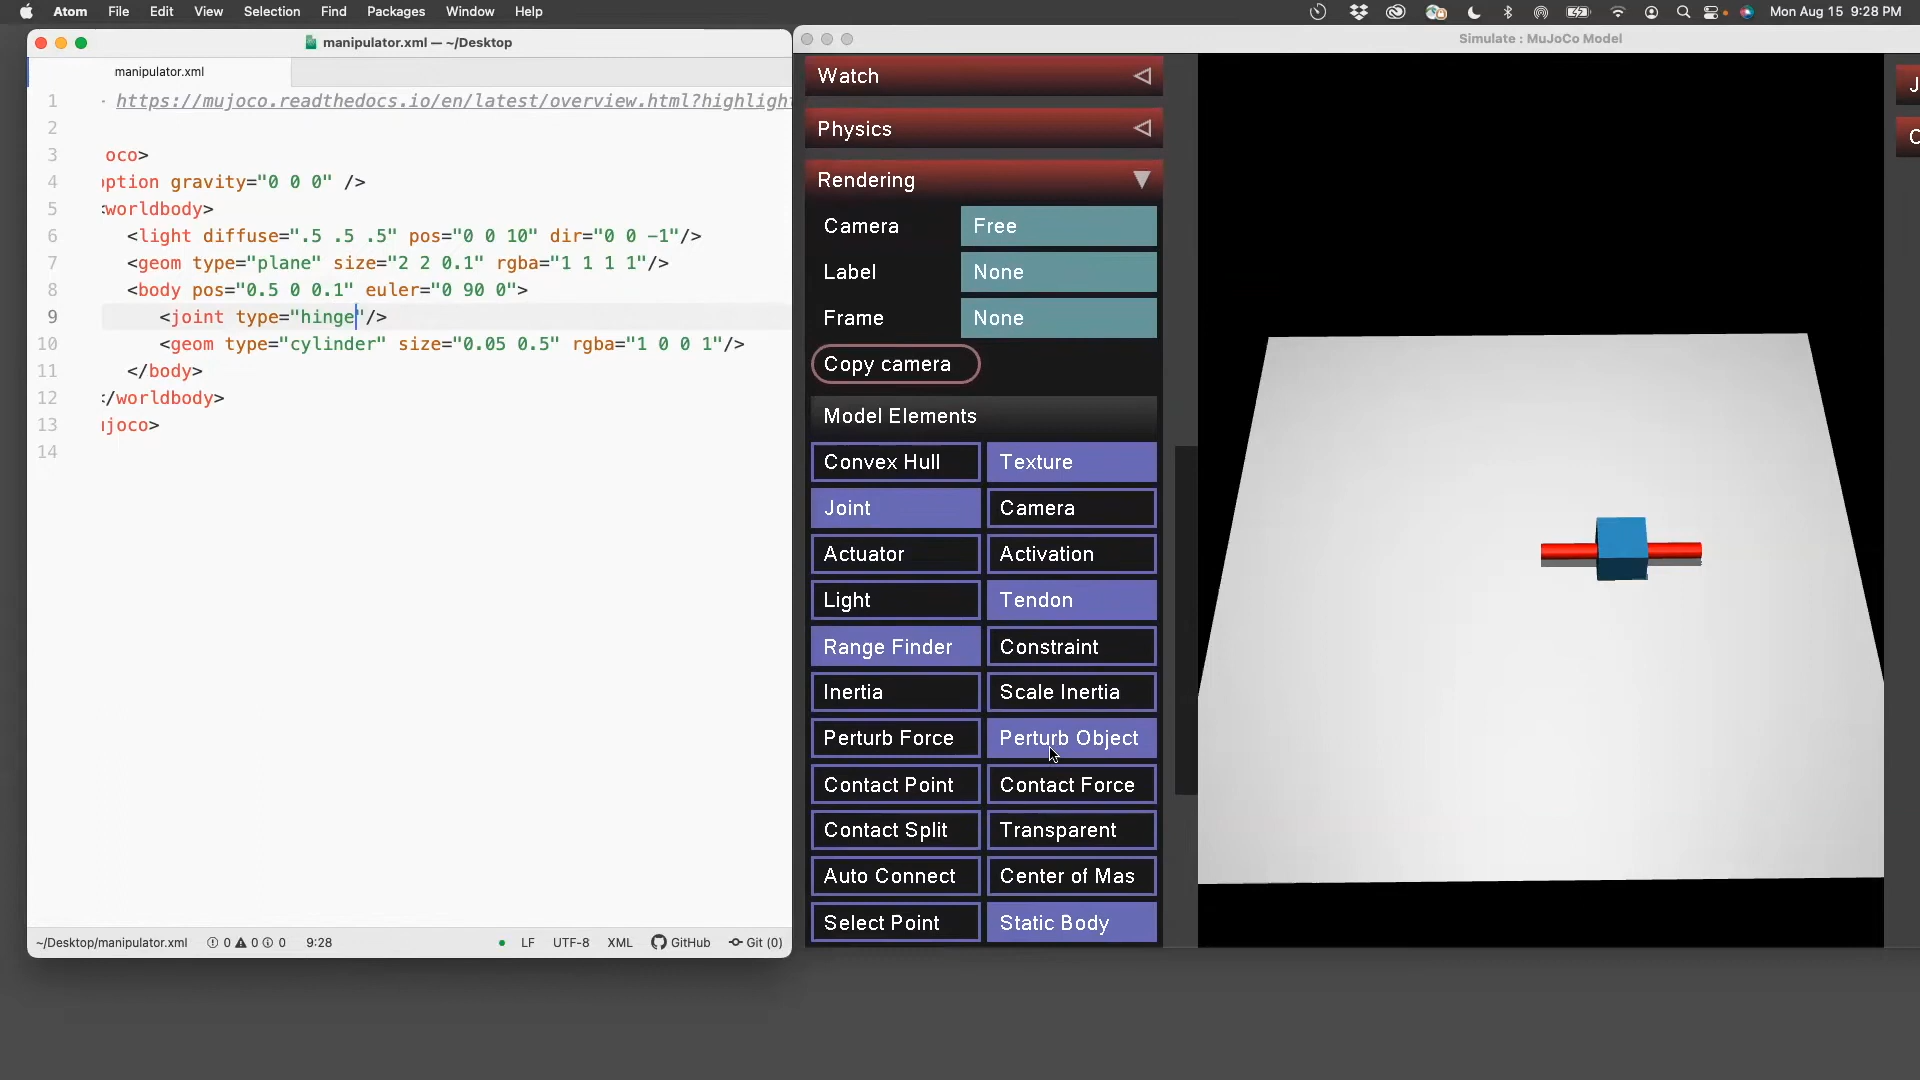 Atom File Edit View Selection Find Packages Window Help
Mon Aug 15 9:28 PM
manipulator.xml — ~/Desktop
manipulator.xml
1 - https://mujoco.readthedocs.io/en/latest/overview.html?highligh
2
3 oco>
4 option gravity="0 0 0" />
5 <worldbody>
6 <light diffuse=".5 .5 .5" pos="0 0 10" dir="0 0 -1"/>
7 <geom type="plane" size="2 2 0.1" rgba="1 1 1 1"/>
8 <body pos="0.5 0 0.1" euler="0 90 0">
9 <joint type="hinge"/>
10 <geom type="cylinder" size="0.05 0.5" rgba="1 0 0 1"/>
11 </body>
12 </worldbody>
13 ujoco>
14
~/Desktop/manipulator.xml 0 0 0 9:28 LF UTF-8 XML GitHub Git (0)
Simulate : MuJoCo Model
Watch
Physics
Rendering
Camera Free
Label None
Frame None
Copy camera
Model Elements
Convex Hull Texture
Joint Camera
Actuator Activation
Light Tendon
Range Finder Constraint
Inertia Scale Inertia
Perturb Force Perturb Object
Contact Point Contact Force
Contact Split Transparent
Auto Connect Center of Mas
Select Point Static Body
J
C